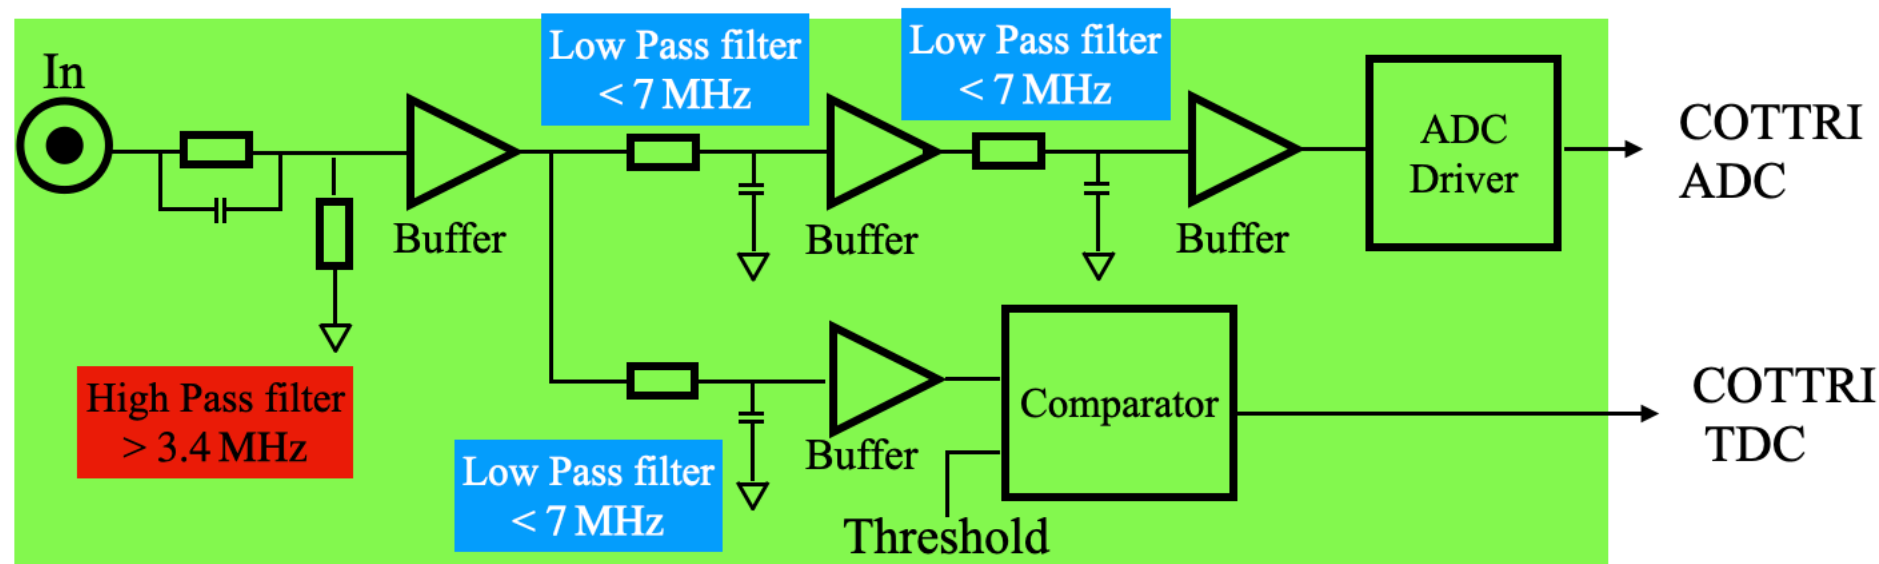 In
Low Pass filter
< 7 MHz
Low Pass filter
< 7 MHz
ADC
Driver
COTTRI
ADC
Buffer
Buffer
Buffer
High Pass filter
> 3.4 MHz
Low Pass filter
< 7 MHz
Buffer
Comparator
Threshold
COTTRI
TDC